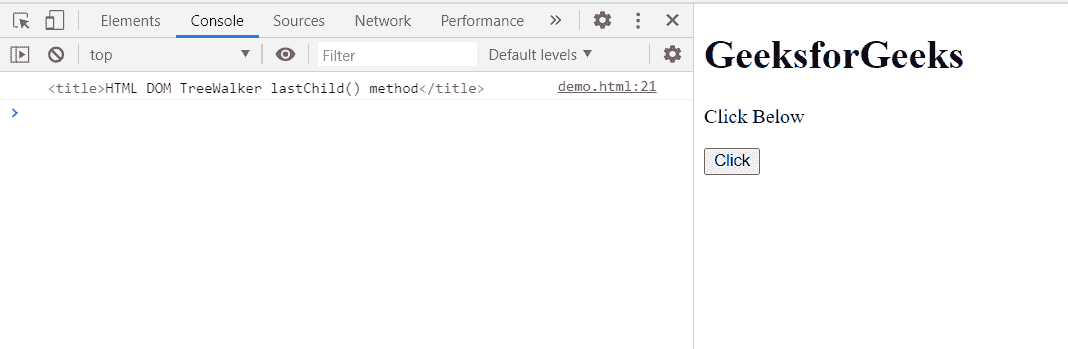 Elements Console Sources Network Performance »
top Filter Default levels
<title>HTML DOM TreeWalker lastChild() method</title> demo.html:21
GeeksforGeeks
Click Below
Click